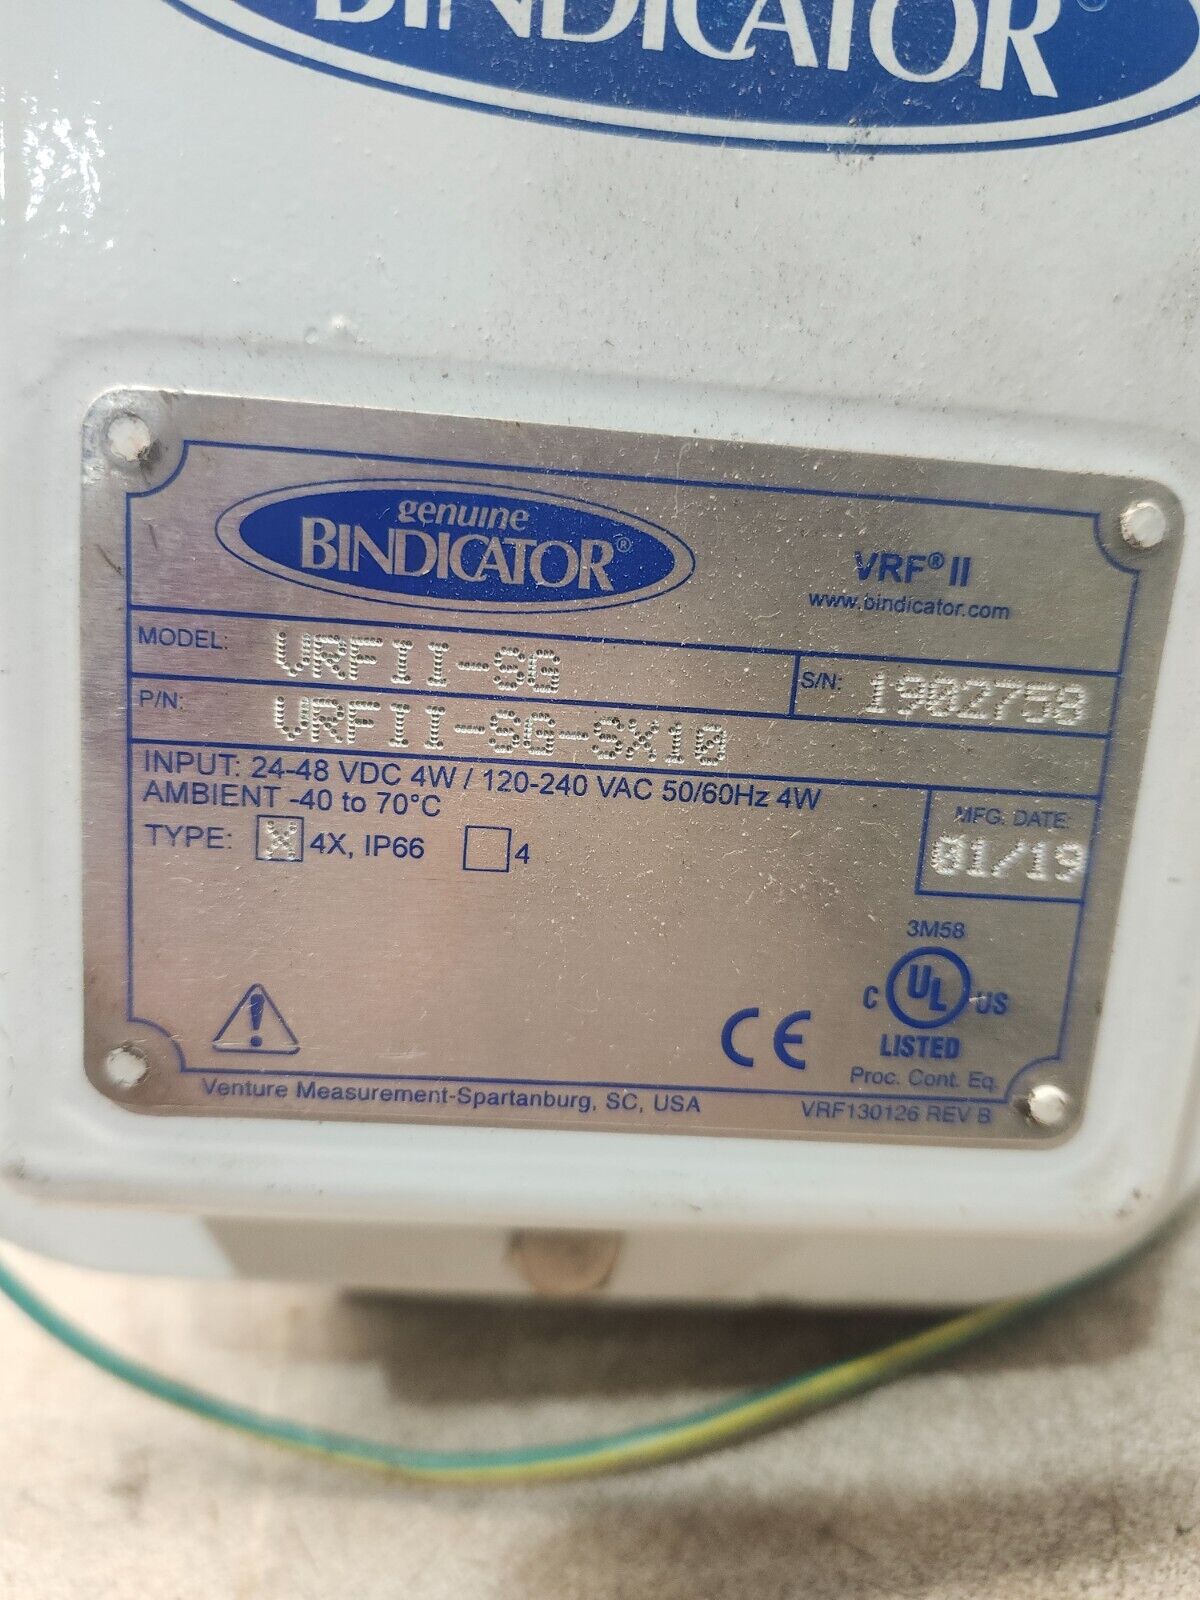 BINDICATOR®
genuine
BINDICATOR®
VRF® II
www.bindicator.com
MODEL: VRFII-SG
S/N: 1902758
P/N: VRFII-SG-SX10
INPUT: 24-48 VDC 4W / 120-240 VAC 50/60Hz 4W
AMBIENT -40 to 70°C
TYPE: X 4X, IP66 4
MFG. DATE:
01/19
3M58
C UL US
LISTED
Proc. Cont. Eq.
CE
!
Venture Measurement-Spartanburg, SC, USA
VRF130126 REV B